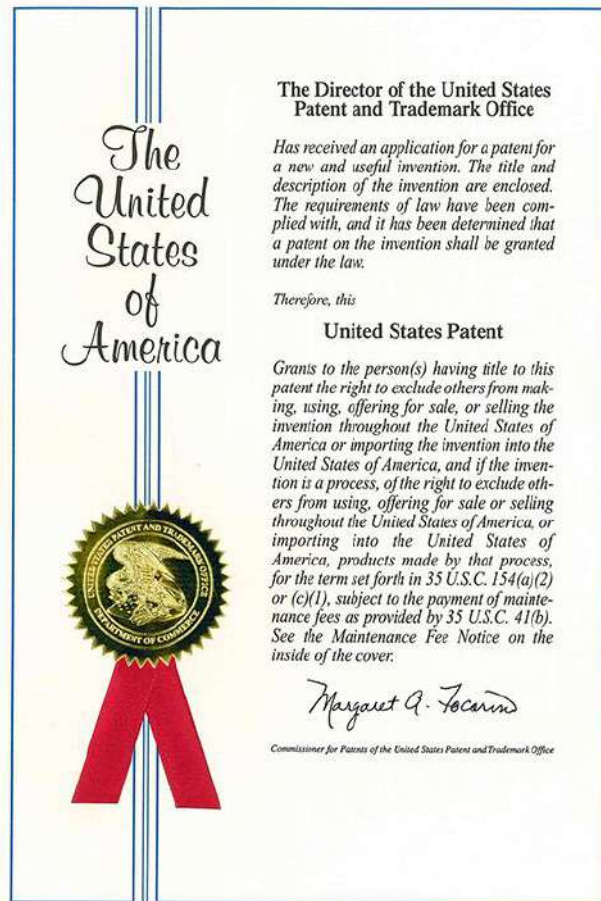 The
United
States
of
America
The Director of the United States
Patent and Trademark Office
Has received an application for a patent for
a new and useful invention. The title and
description of the invention are enclosed.
The requirements of law have been com-
plied with, and it has been determined that
a patent on the invention shall be granted
under the law.
Therefore, this
United States Patent
Grants to the person(s) having title to this
patent the right to exclude others from mak-
ing, using, offering for sale, or selling the
invention throughout the United States of
America or importing the invention into the
United States of America, and if the inven-
tion is a process, of the right to exclude oth-
ers from using, offering for sale or selling
throughout the United States of America, or
importing into the United States of
America, products made by that process,
for the term set forth in 35 U.S.C. 154(a)(2)
or (c)(1), subject to the payment of mainte-
nance fees as provided by 35 U.S.C. 41(b).
See the Maintenance Fee Notice on the
inside of the cover.
Margaret A. Focarino
Commissioner for Patents of the United States Patent and Trademark Office
UNITED STATES PATENT AND TRADEMARK OFFICE
DEPARTMENT OF COMMERCE